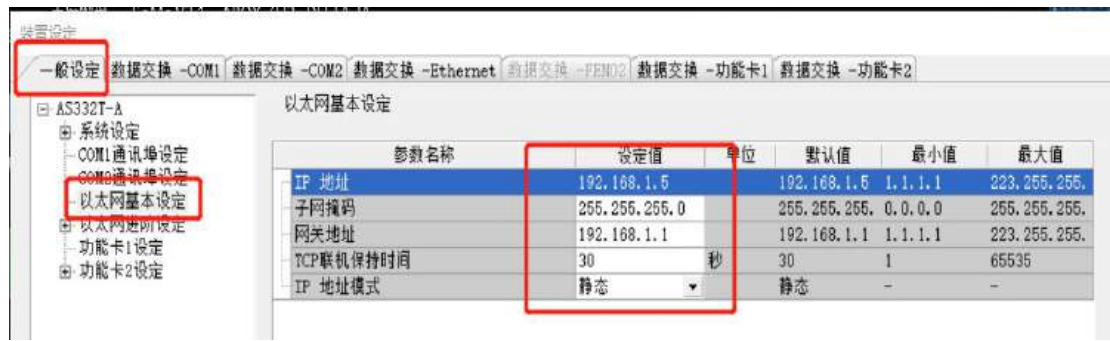 装置设定
一般设定 数据交换 -COM1 数据交换 -COM2 数据交换 -Ethernet 数据交换 -FEN02 数据交换 -功能卡1 数据交换 -功能卡2
AS332T-A
系统设定
COM1通讯埠设定
COM2通讯埠设定
以太网基本设定
以太网进阶设定
功能卡1设定
功能卡2设定
以太网基本设定
参数名称 设定值 单位 默认值 最小值 最大值
IP 地址 192.168.1.5 192.168.1.5 1.1.1.1 223.255.255.
子网掩码 255.255.255.0 255.255.255. 0.0.0.0 255.255.255.
网关地址 192.168.1.1 192.168.1.1 1.1.1.1 223.255.255.
TCP联机保持时间 30 秒 30 1 65535
IP 地址模式 静态 静态 - -